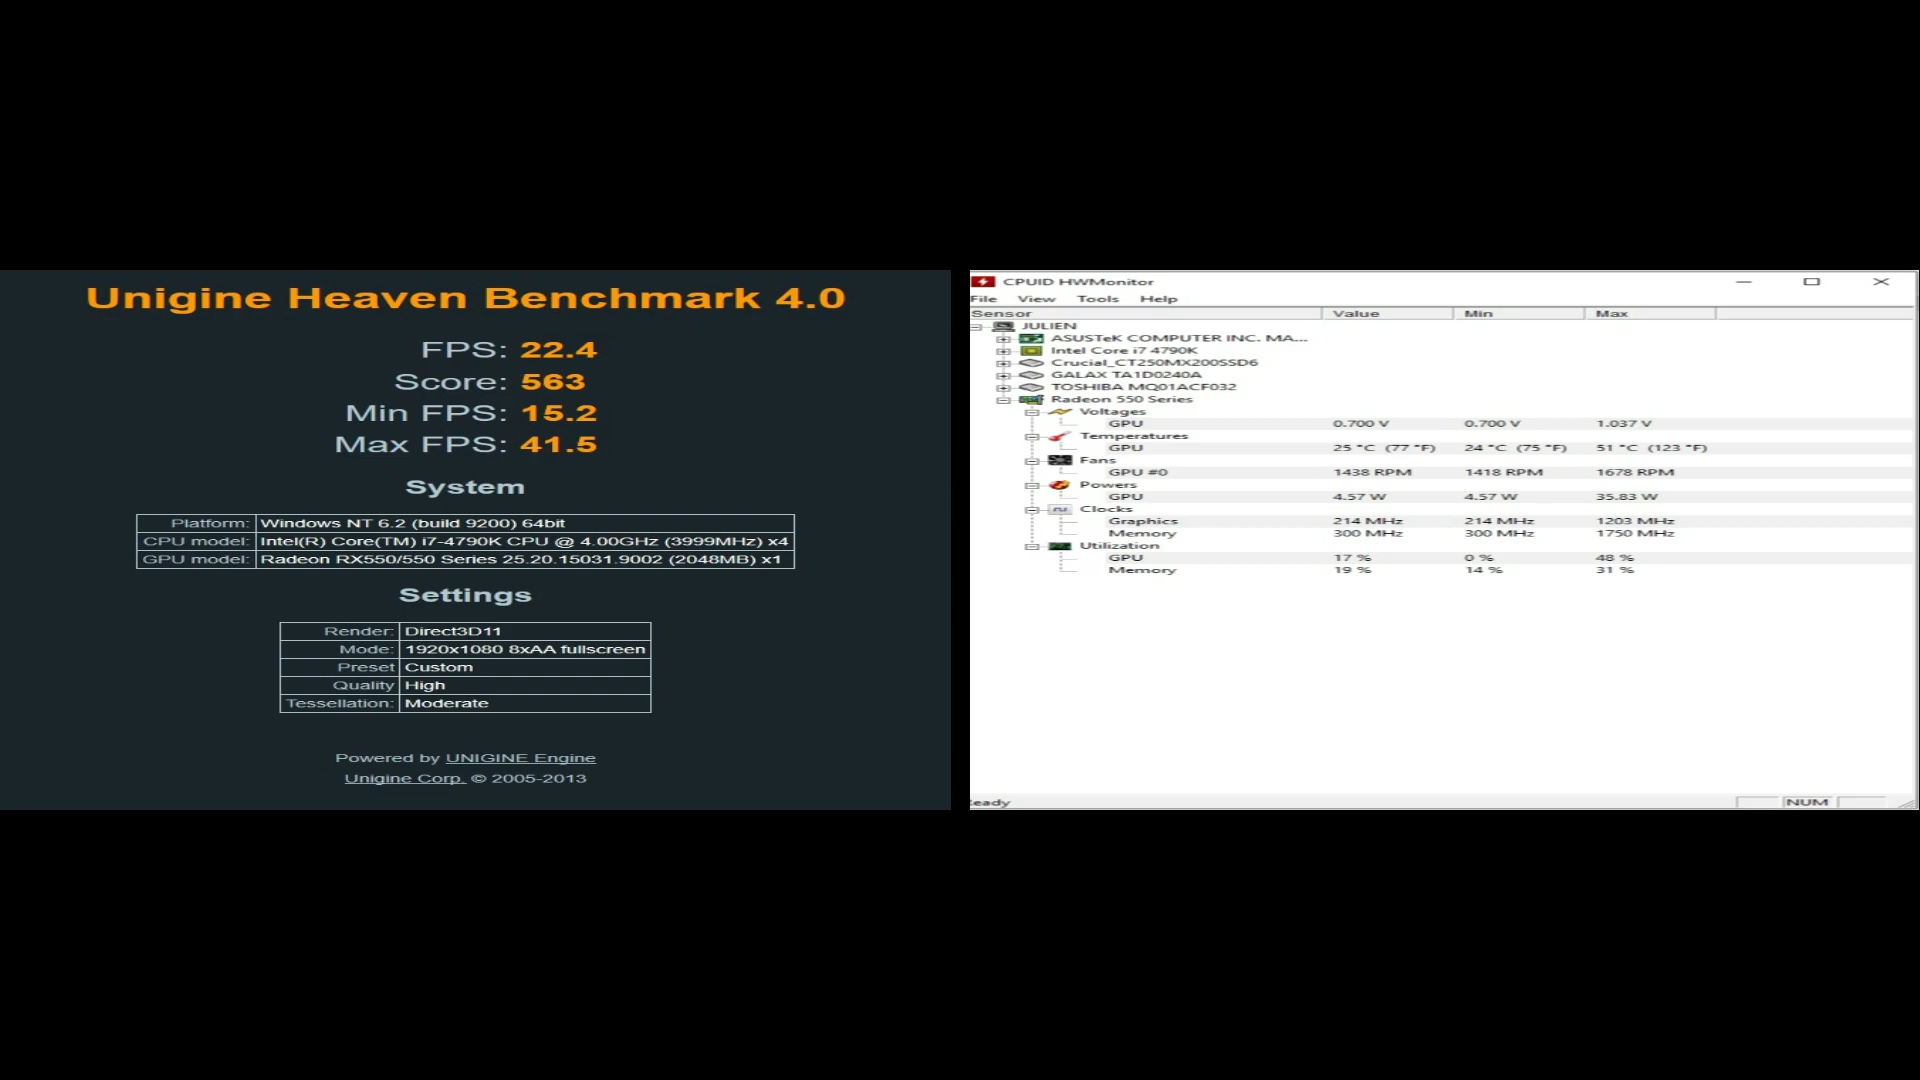 Unigine Heaven Benchmark 4.0
FPS: 22.4
Score: 563
Min FPS: 15.2
Max FPS: 41.5
System
Platform: Windows NT 6.2 (build 9200) 64bit
CPU model: Intel(R) Core(TM) i7-4790K CPU @ 4.00GHz (3999MHz) x4
GPU model: Radeon RX550/550 Series 25.20.15031.9002 (2048MB) x1
Settings
Render: Direct3D11
Mode: 1920x1080 8xAA fullscreen
Preset Custom
Quality High
Tessellation: Moderate
Powered by UNIGINE Engine
Unigine Corp. © 2005-2013
CPUID HWMonitor
File View Tools Help
Sensor Value Min Max
JULIEN
ASUSTeK COMPUTER INC. MA...
Intel Core i7 4790K
Crucial_CT250MX200SSD6
GALAX TA1D0240A
TOSHIBA MQ01ACF032
Radeon 550 Series
Voltages
GPU 0.700 V 0.700 V 1.037 V
Temperatures
GPU 25 °C (77 °F) 24 °C (75 °F) 51 °C (123 °F)
Fans
GPU #0 1438 RPM 1418 RPM 1678 RPM
Powers
GPU 4.57 W 4.57 W 35.83 W
Clocks
Graphics 214 MHz 214 MHz 1203 MHz
Memory 300 MHz 300 MHz 1750 MHz
Utilization
GPU 17 % 0 % 48 %
Memory 19 % 14 % 31 %
eady NUM